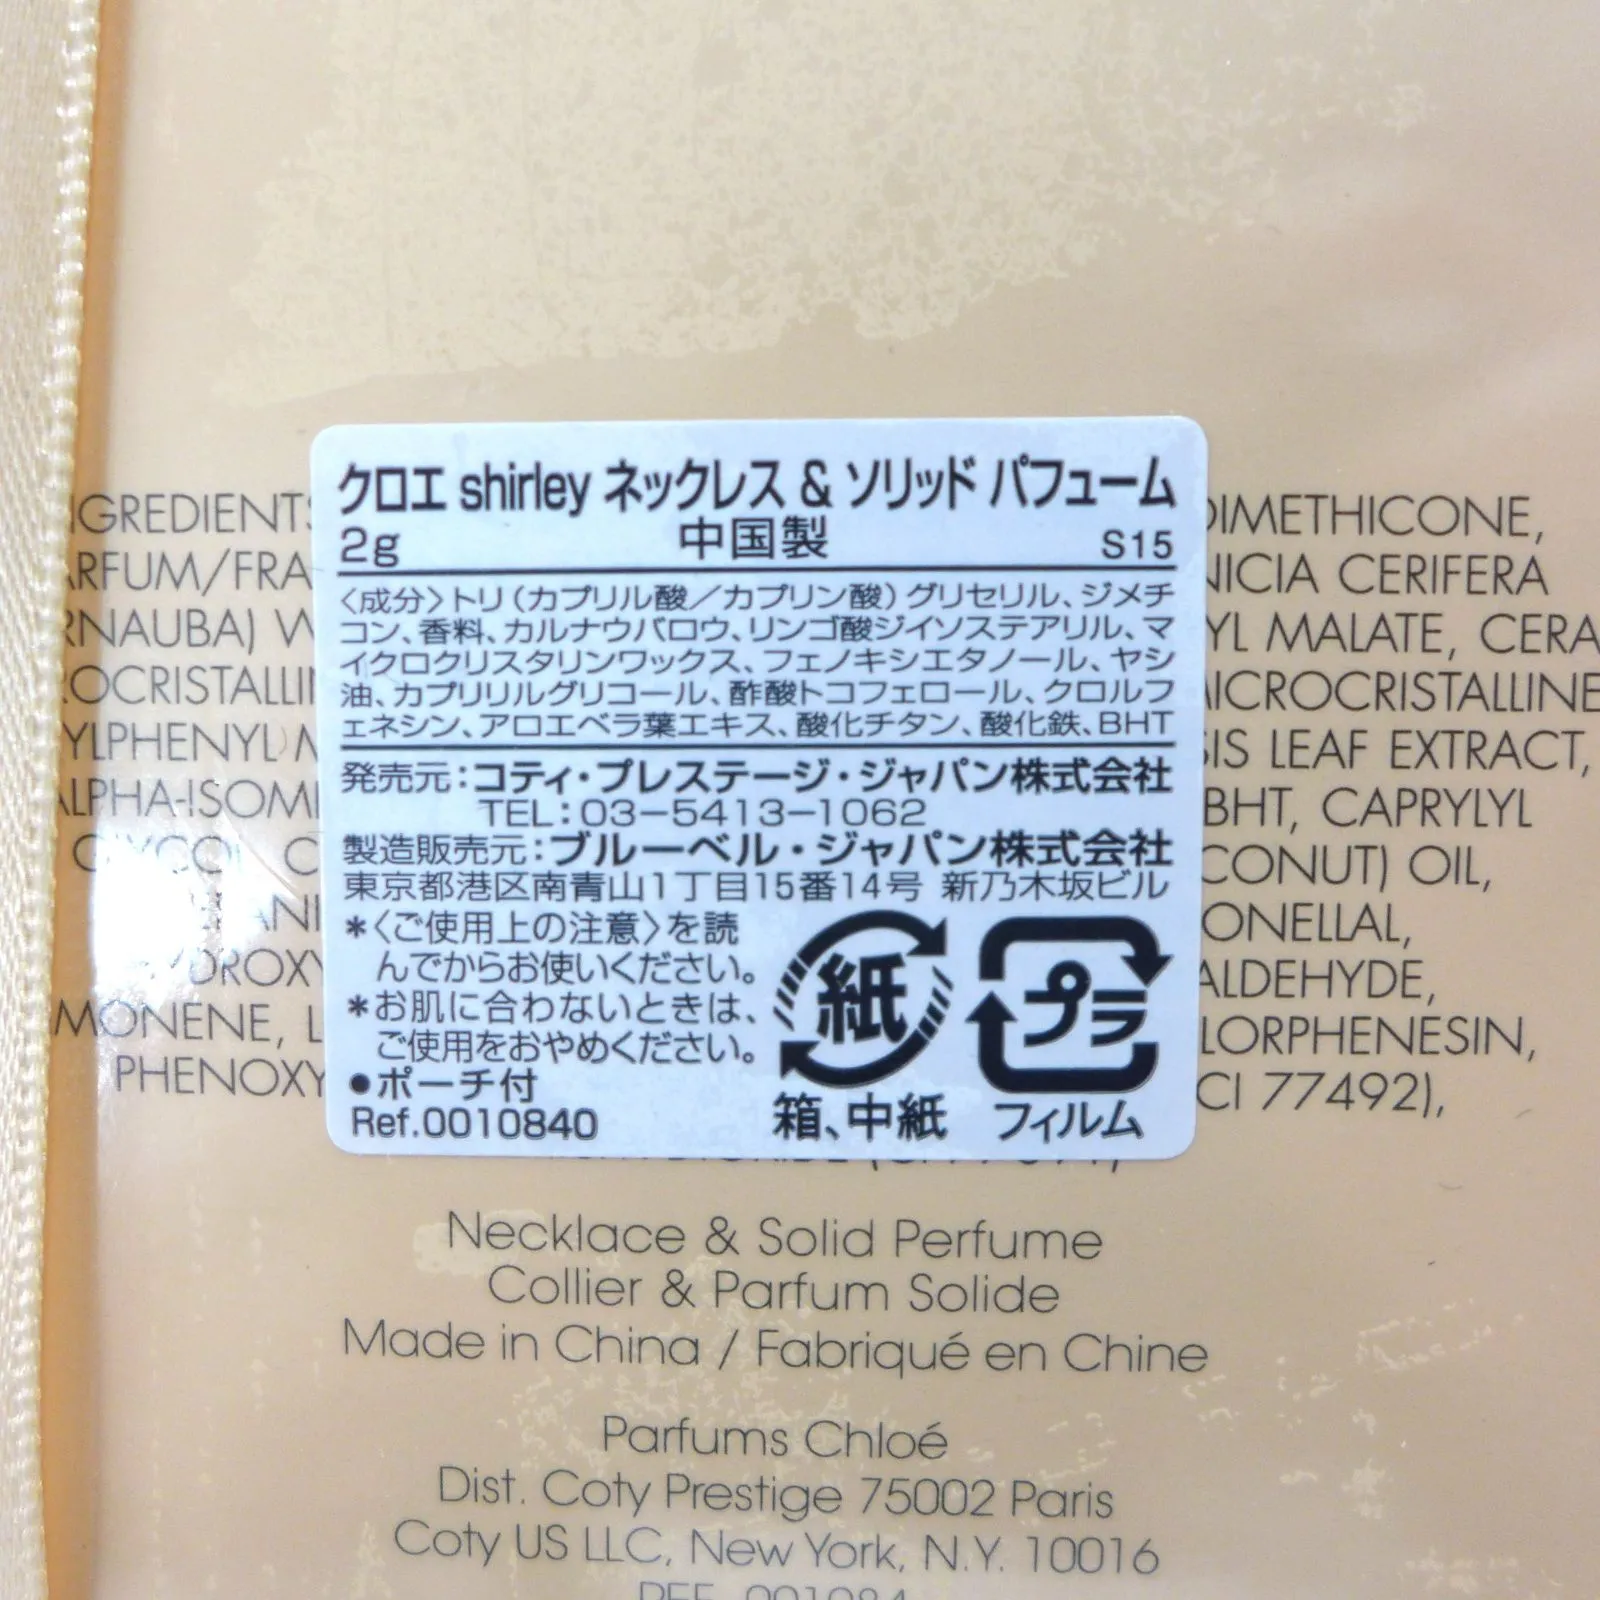 クロエ shirley ネックレス & ソリッド パフューム
2g 中国製 S15
〈成分〉トリ(カプリル酸/カプリン酸)グリセリル、ジメチ
コン、香料、カルナウバロウ、リンゴ酸ジイソステアリル、マ
イクロクリスタリンワックス、フェノキシエタノール、ヤシ
油、カプリリルグリコール、酢酸トコフェロール、クロルフ
ェネシン、アロエベラ葉エキス、酸化チタン、酸化鉄、BHT
発売元:コティ・プレステージ・ジャパン株式会社
TEL:03-5413-1062
製造販売元:ブルーベル・ジャパン株式会社
東京都港区南青山1丁目15番14号 新乃木坂ビル
*〈ご使用上の注意〉を読
んでからお使いください。
*お肌に合わないときは、
ご使用をおやめください。
●ポーチ付
Ref.0010840
紙
箱、中紙
プラ
フィルム
DIMETHICONE,
ARFUM/FRA NICIA CERIFERA
RNAUBA) W YL MALATE, CERA
ROCRISTALLI MICROCRISTALLINE
YLPHENYL M SIS LEAF EXTRACT,
ALPHA-ISOM BHT, CAPRYLYL
GLYCOL C CONUT) OIL,
ONELLAL,
DROXY ALDEHYDE,
MONENE, L LORPHENESIN,
PHENOXY CI 77492),
Necklace & Solid Perfume
Collier & Parfum Solide
Made in China / Fabriqué en Chine
Parfums Chloé
Dist. Coty Prestige 75002 Paris
Coty US LLC, New York, N.Y. 10016